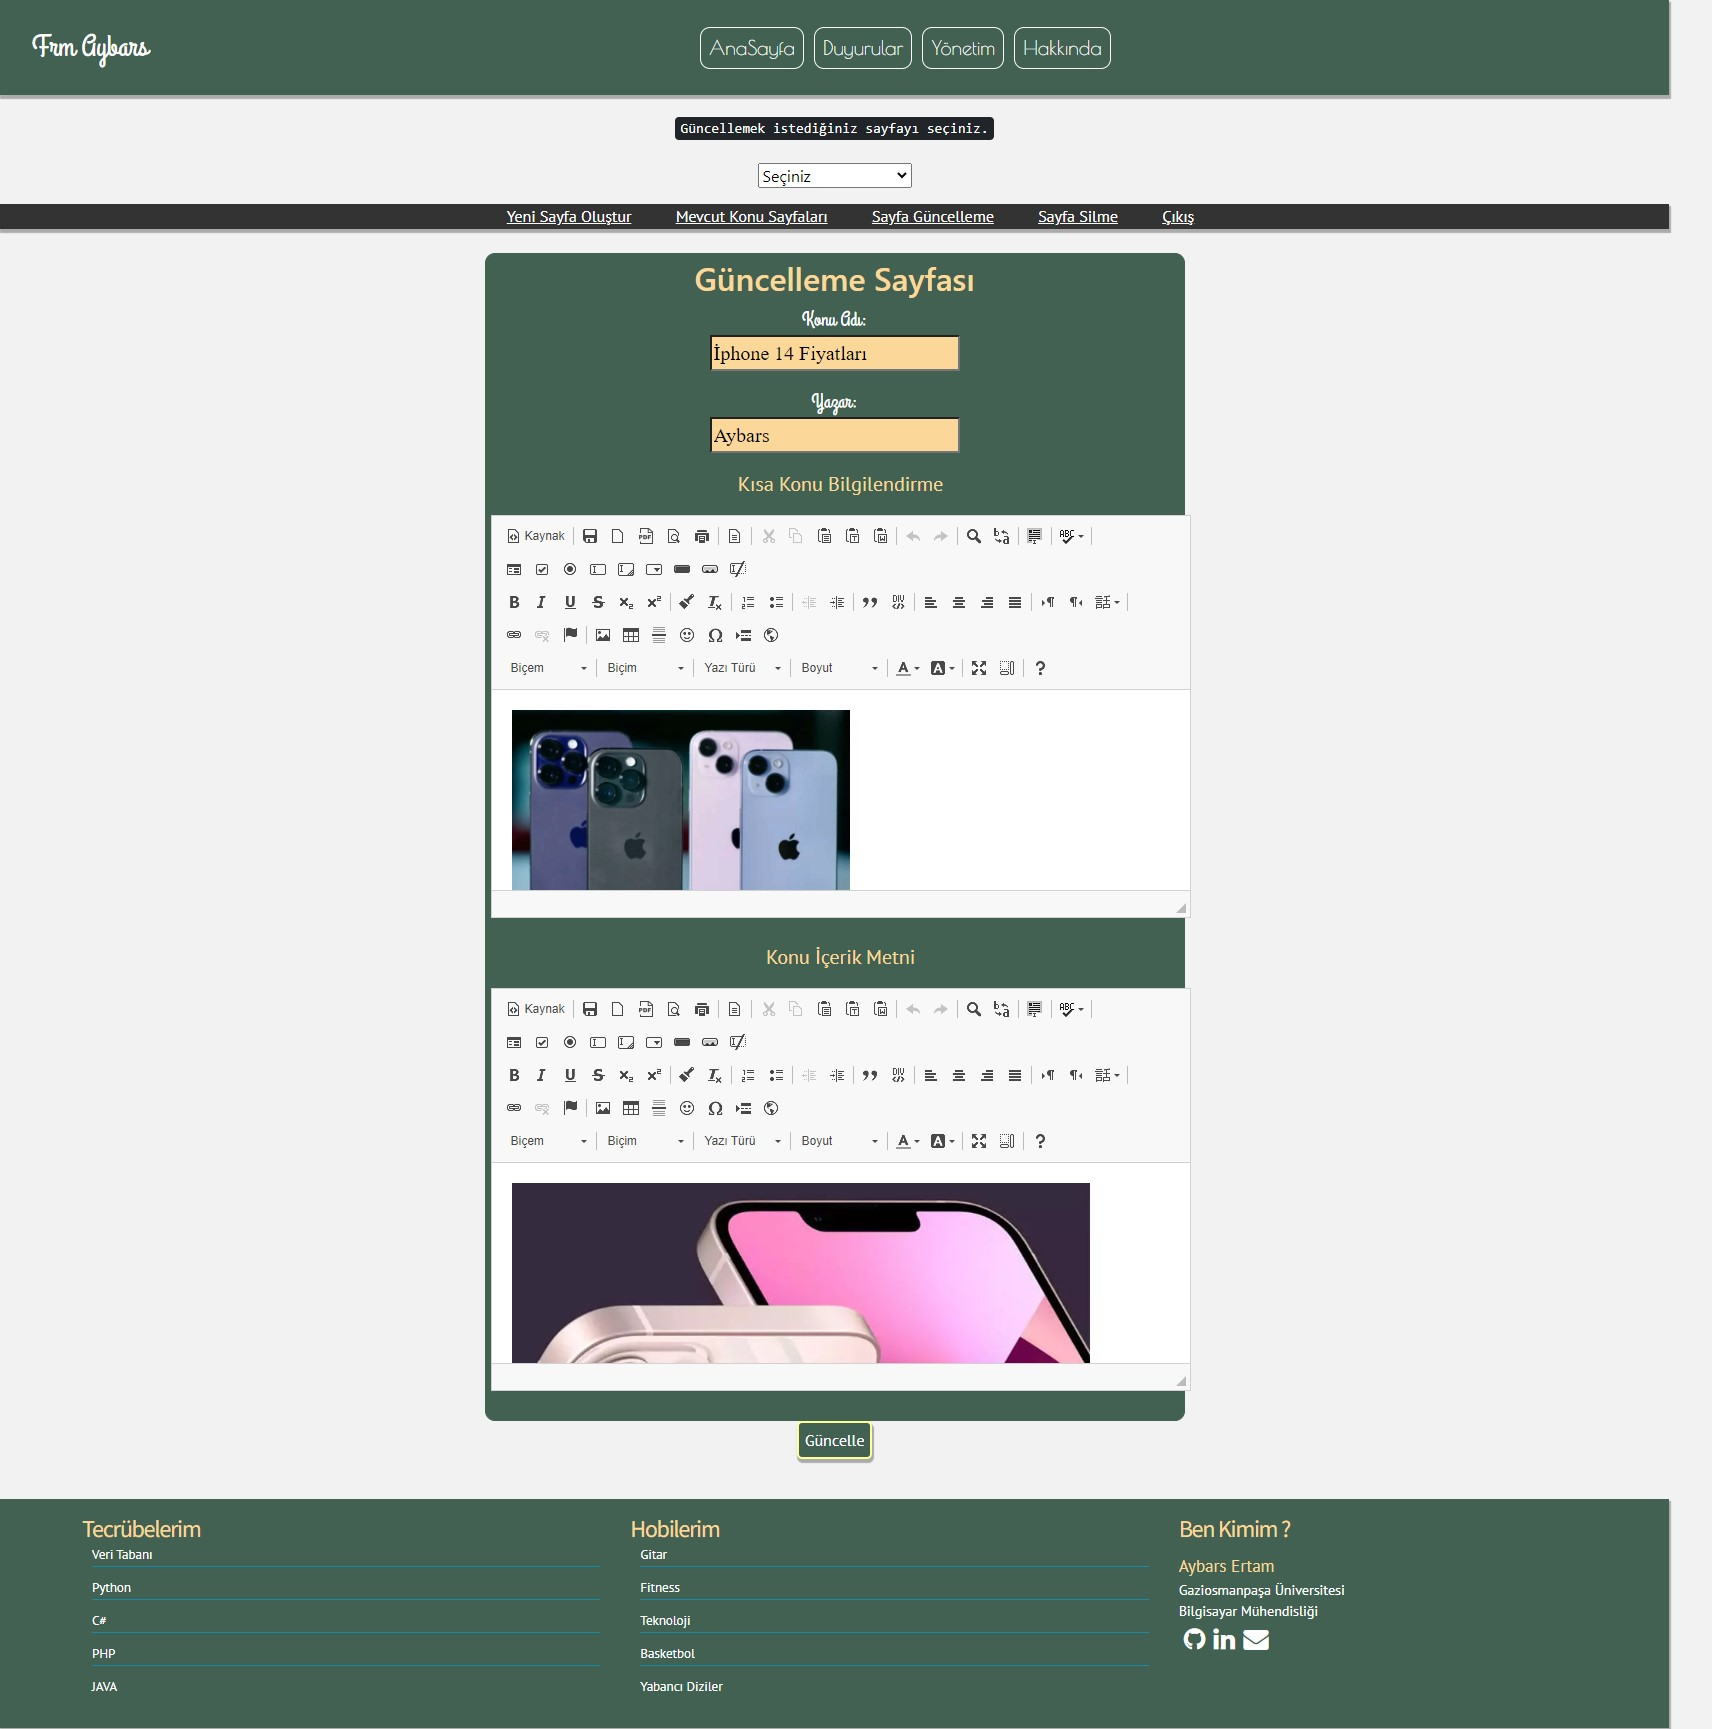 Frm Aybars
AnaSayfa Duyurular Yönetim Hakkında
Güncellemek istediğiniz sayfayı seçiniz.
Seçiniz
Yeni Sayfa Oluştur Mevcut Konu Sayfaları Sayfa Güncelleme Sayfa Silme Çıkış
Güncelleme Sayfası
Konu Adı:
İphone 14 Fiyatları
Yazar:
Aybars
Kısa Konu Bilgilendirme
Kaynak
Biçem Biçim Yazı Türü Boyut
Konu İçerik Metni
Kaynak
Biçem Biçim Yazı Türü Boyut
Güncelle
Tecrübelerim
Veri Tabanı
Python
C#
PHP
JAVA
Hobilerim
Gitar
Fitness
Teknoloji
Basketbol
Yabancı Diziler
Ben Kimim ?
Aybars Ertam
Gaziosmanpaşa Üniversitesi
Bilgisayar Mühendisliği